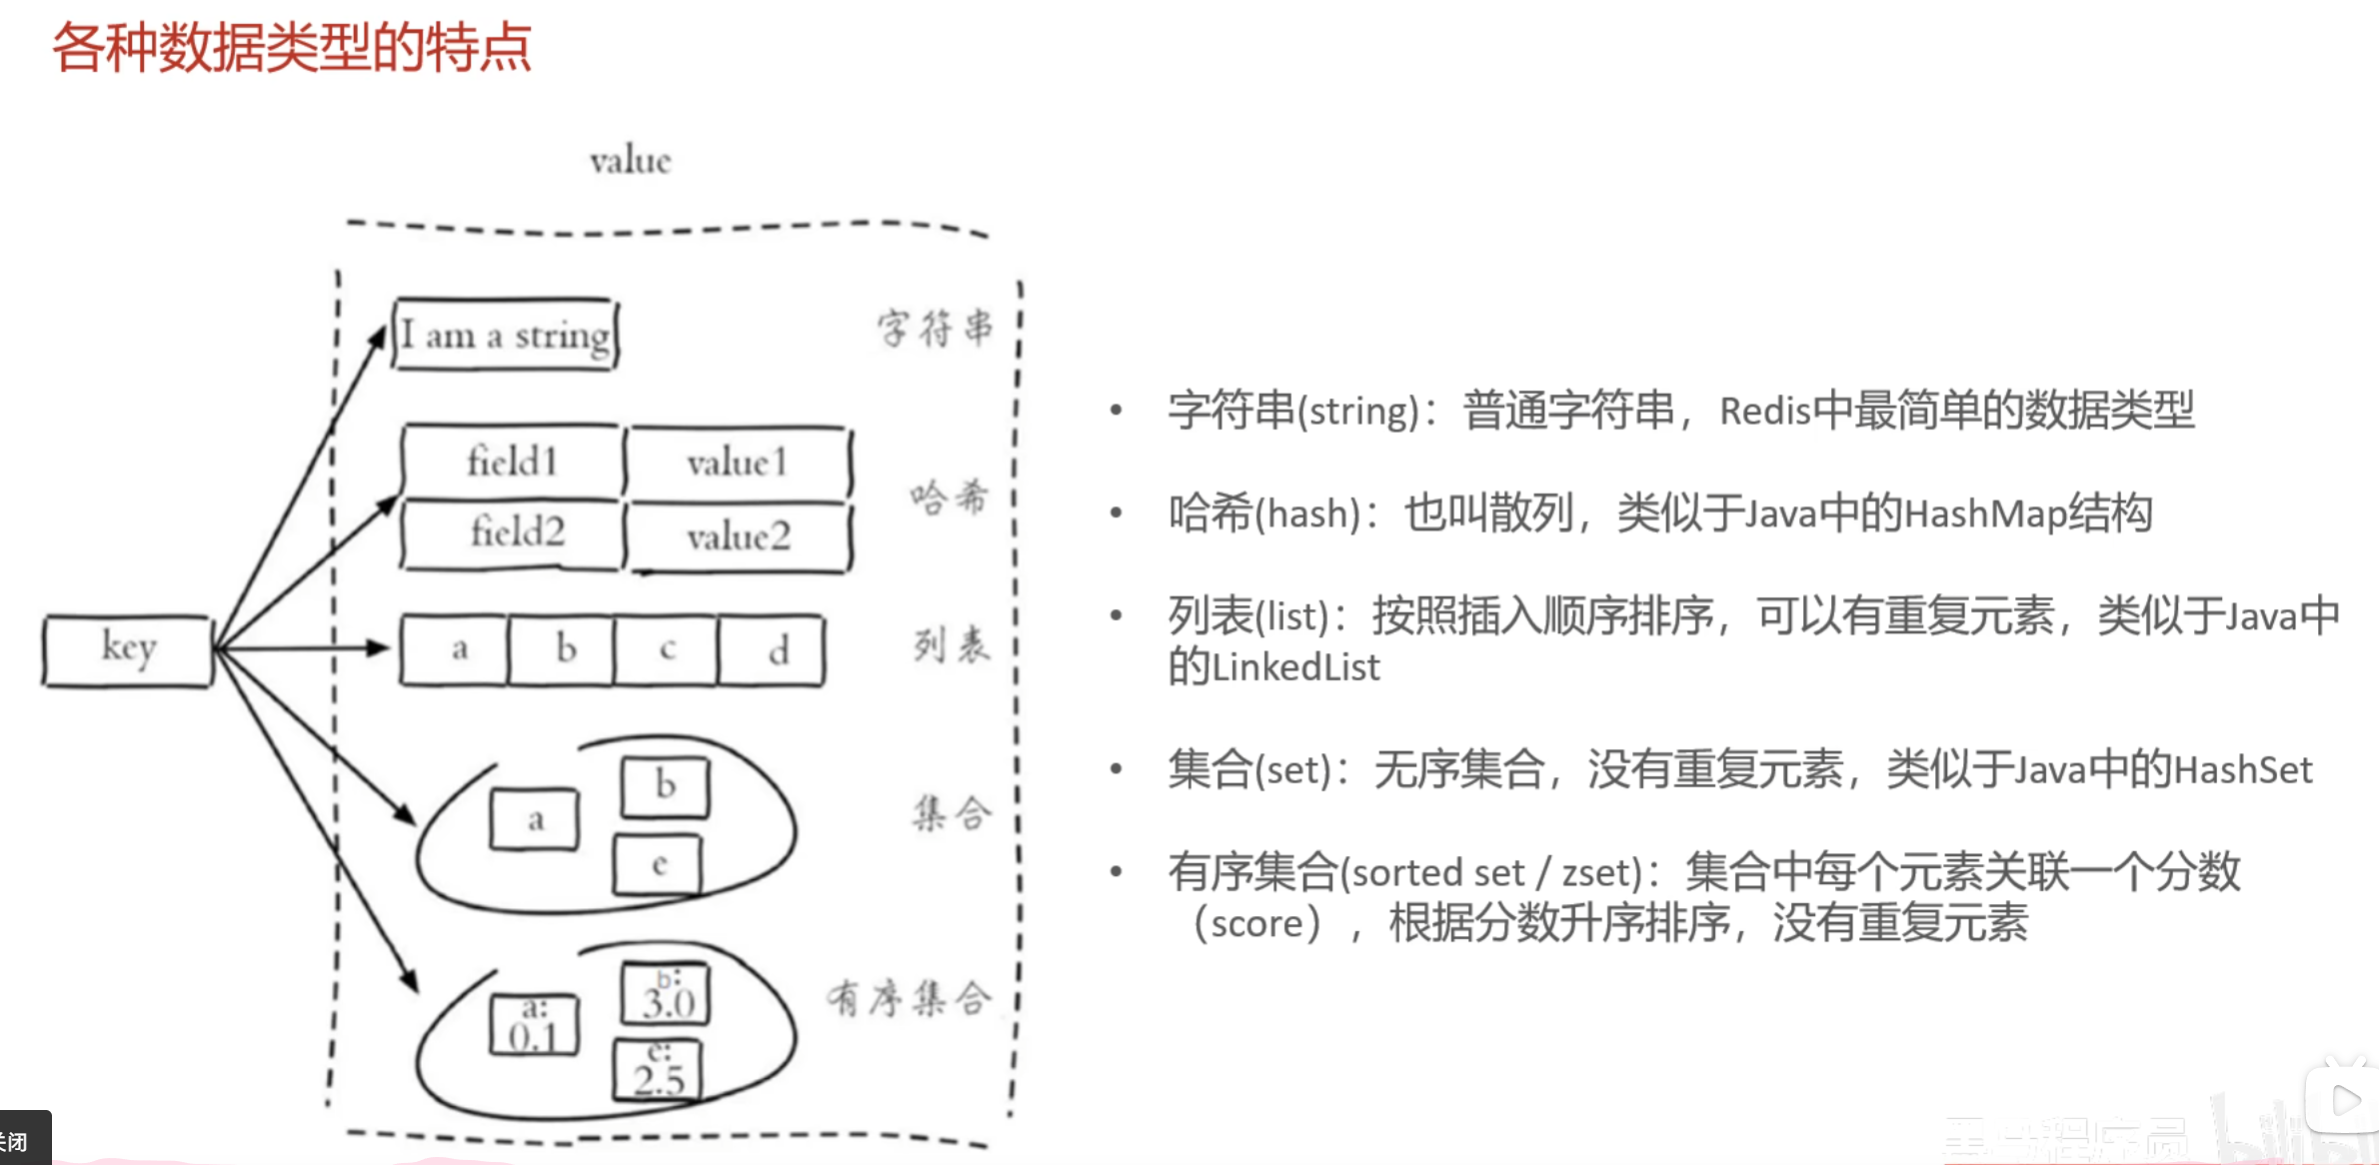 各种数据类型的特点
value
I am a string
字符串
field1 value1
哈希
field2 value2
key
a b c d
列表
b
a
e
集合
b:
3.0
a:
0.1
e:
2.5
有序集合
• 字符串(string)：普通字符串，Redis中最简单的数据类型
• 哈希(hash)：也叫散列，类似于Java中的HashMap结构
• 列表(list)：按照插入顺序排序，可以有重复元素，类似于Java中
的LinkedList
• 集合(set)：无序集合，没有重复元素，类似于Java中的HashSet
• 有序集合(sorted set / zset)：集合中每个元素关联一个分数
（score），根据分数升序排序，没有重复元素
关闭
黑马程序员
bilibili